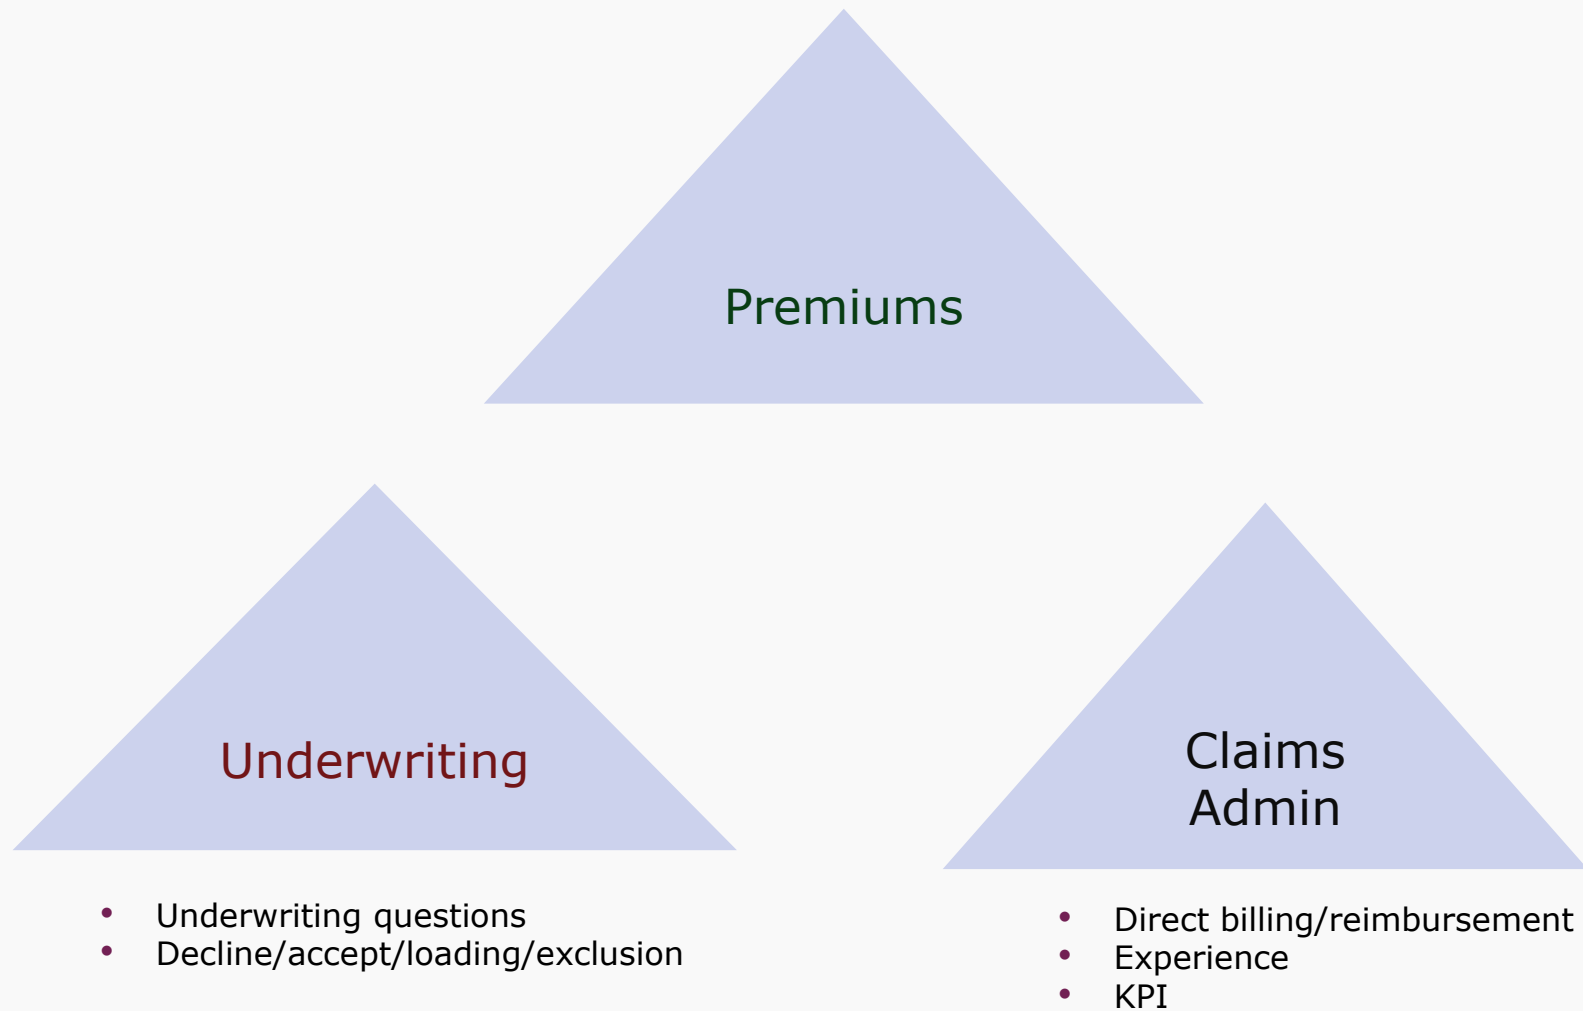 Premiums
Underwriting
Claims
Admin
• Underwriting questions
• Decline/accept/loading/exclusion
• Direct billing/reimbursement
• Experience
• KPI